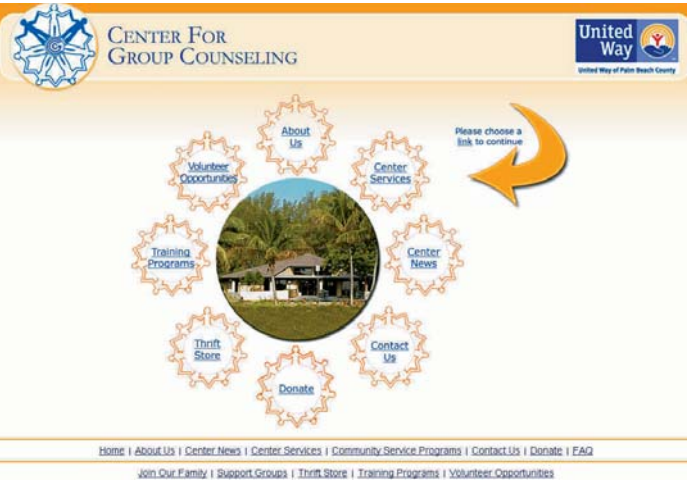 CENTER FOR
GROUP COUNSELING
United
Way
United Way of Palm Beach County
Please choose a
link to continue
About
Us
Volunteer
Opportunities
Center
Services
Training
Programs
Center
News
Thrift
Store
Contact
Us
Donate
Home | About Us | Center News | Center Services | Community Service Programs | Contact Us | Donate | FAQ
Join Our Family | Support Groups | Thrift Store | Training Programs | Volunteer Opportunities